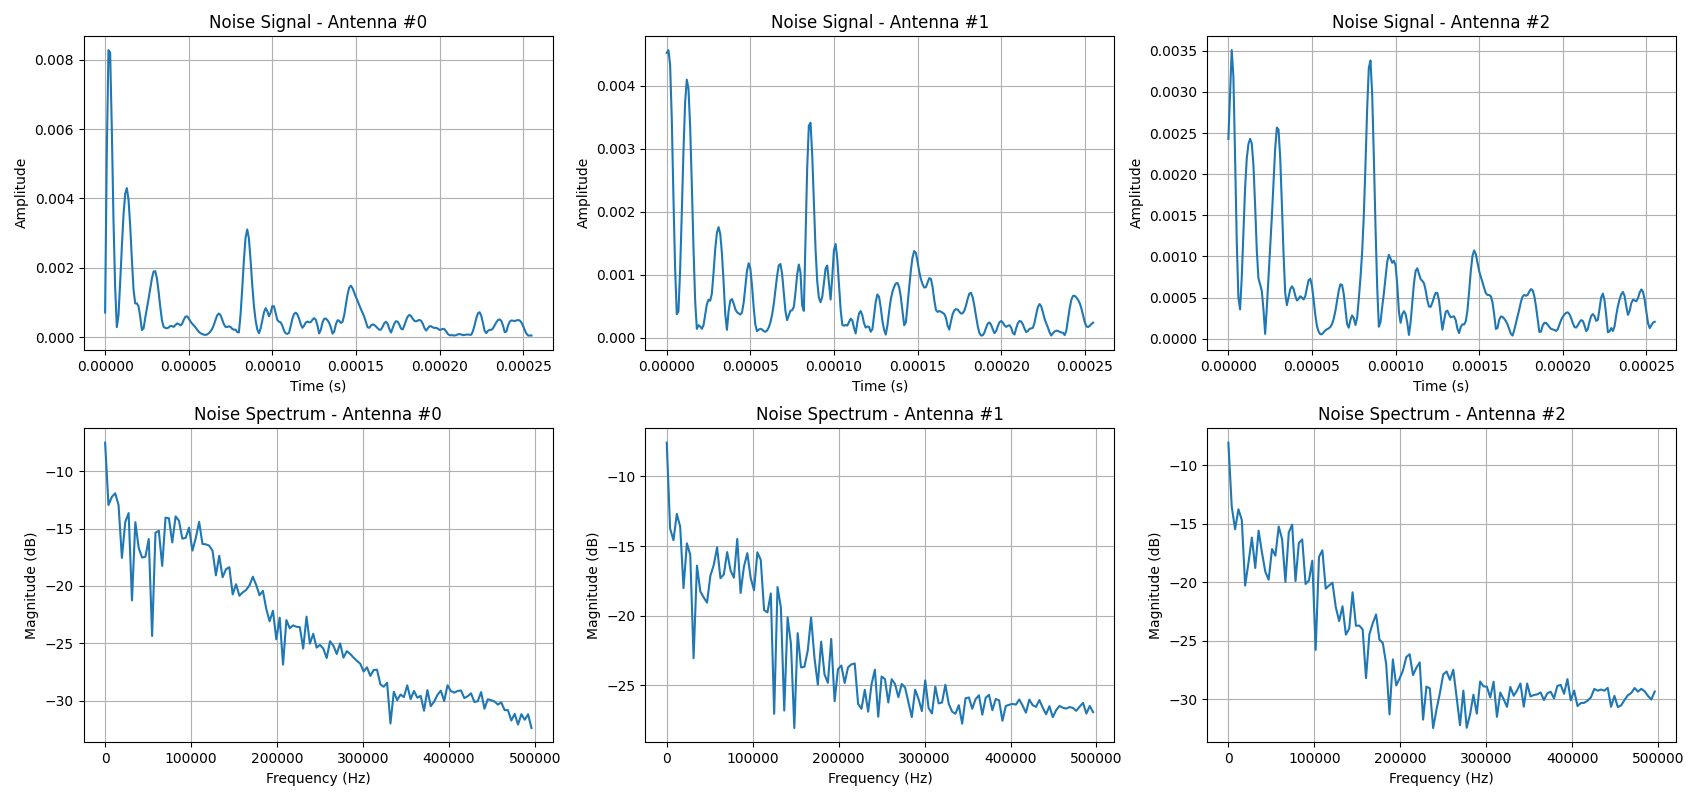 Noise Signal - Antenna #0
Noise Signal - Antenna #1
Noise Signal - Antenna #2
0.008
0.006
0.004
0.002
0.000
Amplitude
0.00000 0.00005 0.00010 0.00015 0.00020 0.00025
Time (s)
0.004
0.003
0.002
0.001
0.000
Amplitude
0.00000 0.00005 0.00010 0.00015 0.00020 0.00025
Time (s)
0.0035
0.0030
0.0025
0.0020
0.0015
0.0010
0.0005
0.0000
Amplitude
0.00000 0.00005 0.00010 0.00015 0.00020 0.00025
Time (s)
Noise Spectrum - Antenna #0
Noise Spectrum - Antenna #1
Noise Spectrum - Antenna #2
−10
−15
−20
−25
−30
Magnitude (dB)
0 100000 200000 300000 400000 500000
Frequency (Hz)
−10
−15
−20
−25
Magnitude (dB)
0 100000 200000 300000 400000 500000
Frequency (Hz)
−10
−15
−20
−25
−30
Magnitude (dB)
0 100000 200000 300000 400000 500000
Frequency (Hz)